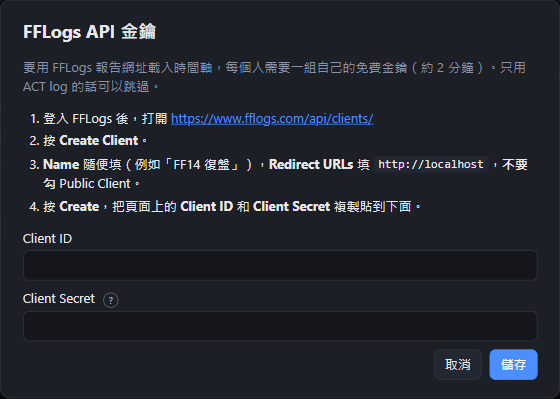 FFLogs API 金鑰
要用 FFLogs 報告網址載入時間軸，每個人需要一組自己的免費金鑰（約 2 分鐘）。只用
ACT log 的話可以跳過。
1. 登入 FFLogs 後，打開 https://www.fflogs.com/api/clients/
2. 按 Create Client。
3. Name 隨便填（例如「FF14 復盤」），Redirect URLs 填 http://localhost，不要
勾 Public Client。
4. 按 Create，把頁面上的 Client ID 和 Client Secret 複製貼到下面。
Client ID
Client Secret ?
取消 儲存